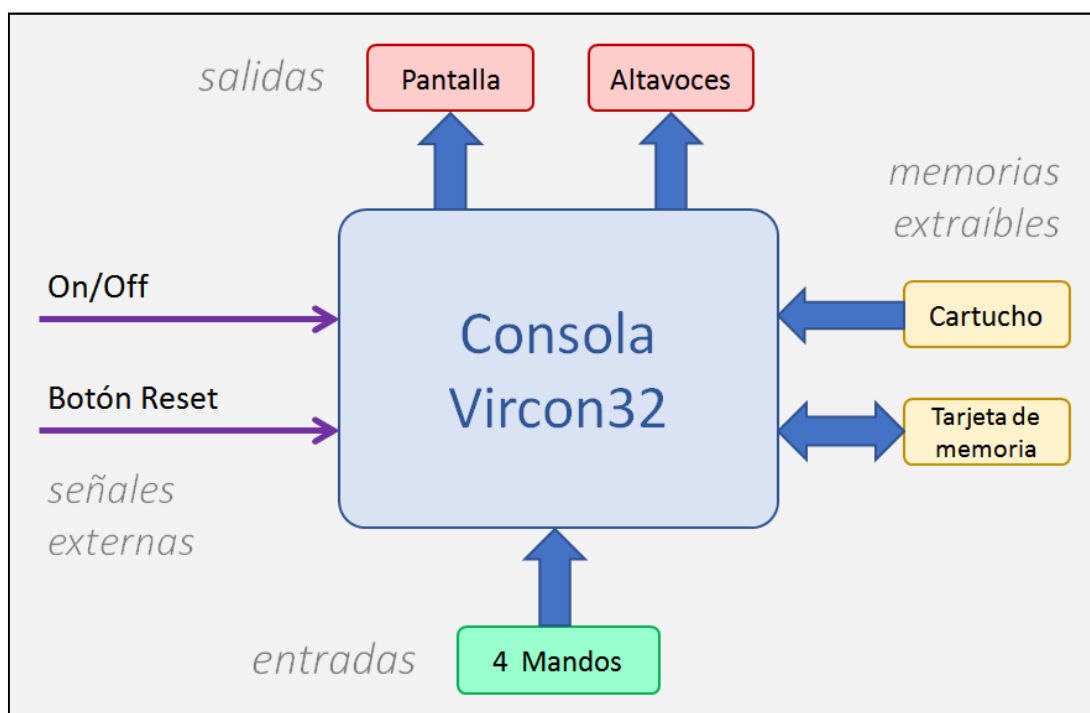 salidas
Pantalla
Altavoces
memorias
extraíbles
On/Off
Cartucho
Consola
Vircon32
Botón Reset
Tarjeta de
memoria
señales
externas
entradas
4 Mandos